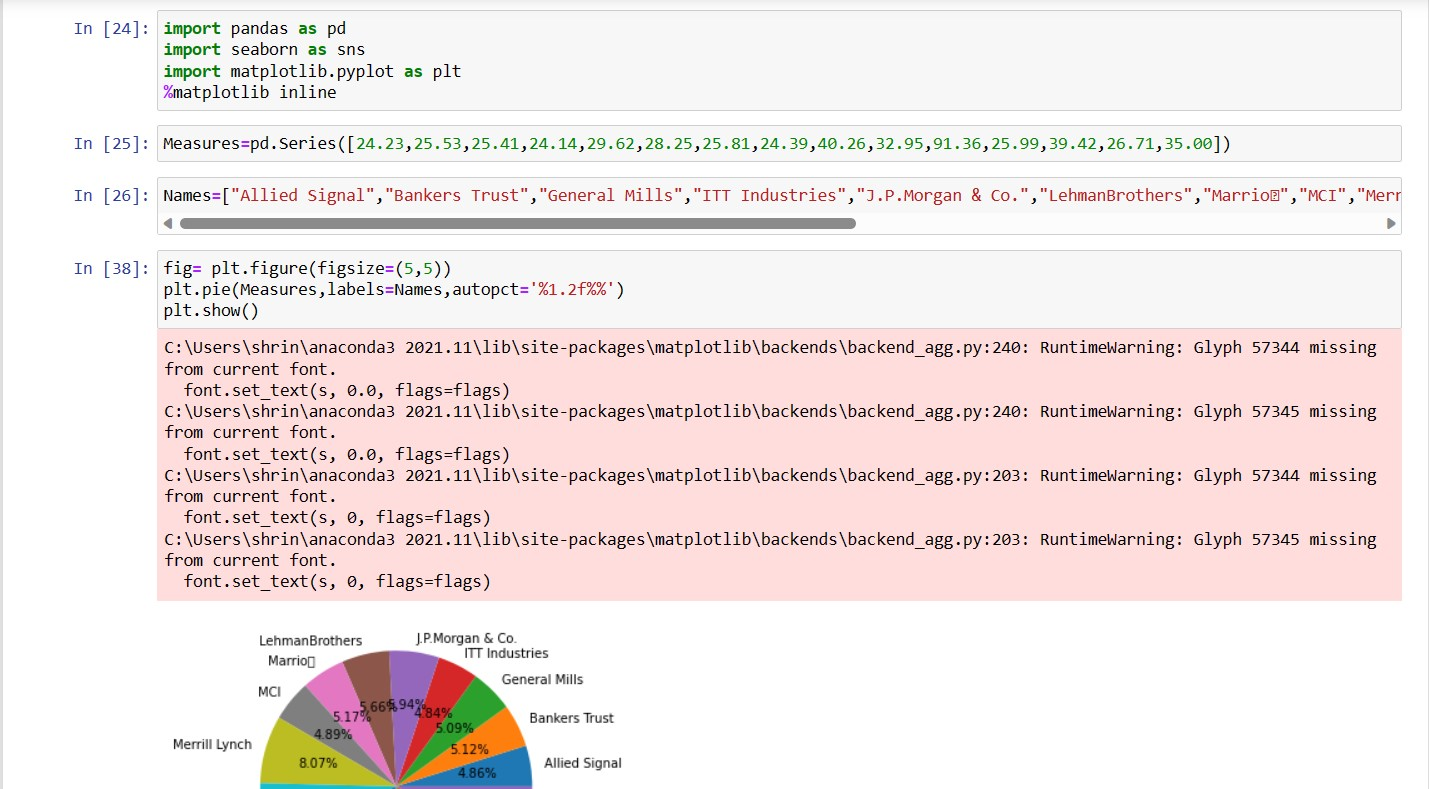 In [24]: import pandas as pd
import seaborn as sns
import matplotlib.pyplot as plt
%matplotlib inline
In [25]: Measures=pd.Series([24.23,25.53,25.41,24.14,29.62,28.25,25.81,24.39,40.26,32.95,91.36,25.99,39.42,26.71,35.00])
In [26]: Names=["Allied Signal","Bankers Trust","General Mills","ITT Industries","J.P.Morgan & Co.","LehmanBrothers","Marrio","MCI","Merr
In [38]: fig= plt.figure(figsize=(5,5))
plt.pie(Measures,labels=Names,autopct='%1.2f%%')
plt.show()
C:\Users\shrin\anaconda3 2021.11\lib\site-packages\matplotlib\backends\backend_agg.py:240: RuntimeWarning: Glyph 57344 missing
from current font.
font.set_text(s, 0.0, flags=flags)
C:\Users\shrin\anaconda3 2021.11\lib\site-packages\matplotlib\backends\backend_agg.py:240: RuntimeWarning: Glyph 57345 missing
from current font.
font.set_text(s, 0.0, flags=flags)
C:\Users\shrin\anaconda3 2021.11\lib\site-packages\matplotlib\backends\backend_agg.py:203: RuntimeWarning: Glyph 57344 missing
from current font.
font.set_text(s, 0, flags=flags)
C:\Users\shrin\anaconda3 2021.11\lib\site-packages\matplotlib\backends\backend_agg.py:203: RuntimeWarning: Glyph 57345 missing
from current font.
font.set_text(s, 0, flags=flags)
LehmanBrothers
J.P.Morgan & Co.
Marrio
ITT Industries
MCI
General Mills
Merrill Lynch
Bankers Trust
Allied Signal
5.66%
5.94%
4.84%
5.17%
5.09%
4.89%
5.12%
8.07%
4.86%